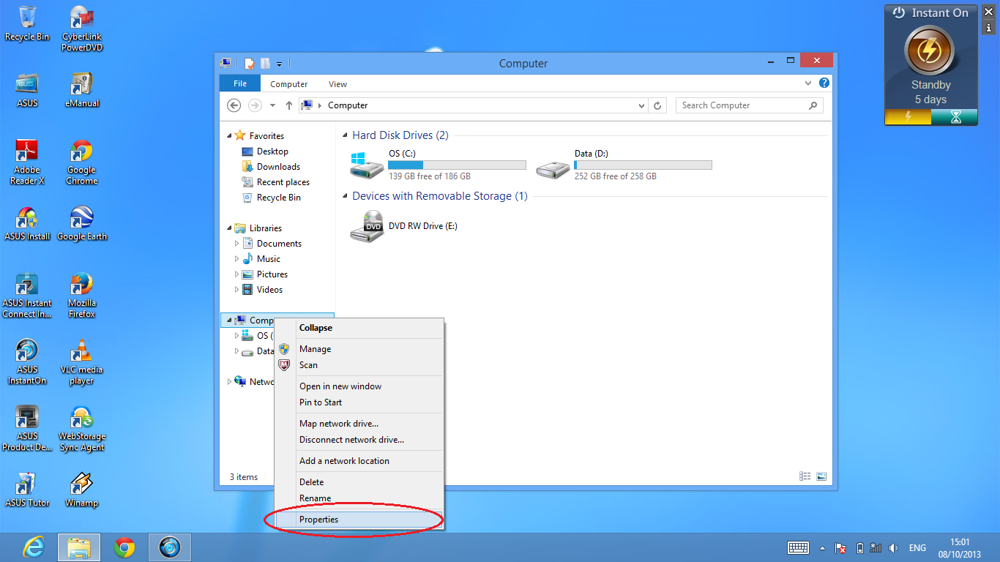 Recycle Bin
CyberLink
PowerDVD
ASUS
eManual
Adobe
Reader X
Google
Chrome
ASUS Install
Google Earth
ASUS Instant
Connect In...
Mozilla
Firefox
ASUS
InstantOn
VLC media
player
ASUS
Product De...
WebStorage
Sync Agent
ASUS Tutor
Winamp
Computer
File
Computer
View
Computer
Search Computer
Favorites
Desktop
Downloads
Recent places
Recycle Bin
Libraries
Documents
Music
Pictures
Videos
Comp
OS (
Data
Netwo
3 items
Hard Disk Drives (2)
OS (C:)
139 GB free of 186 GB
Data (D:)
252 GB free of 258 GB
Devices with Removable Storage (1)
DVD
DVD RW Drive (E:)
Collapse
Manage
Scan
Open in new window
Pin to Start
Map network drive...
Disconnect network drive...
Add a network location
Delete
Rename
Properties
Instant On
Standby
5 days
ENG
15:01
08/10/2013